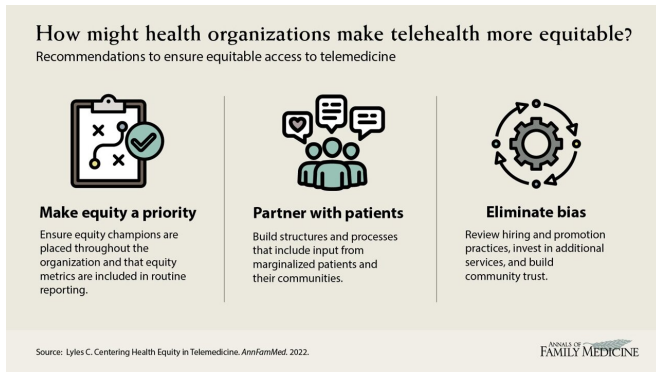 How might health organizations make telehealth more equitable?
Recommendations to ensure equitable access to telemedicine
Make equity a priority
Ensure equity champions are
placed throughout the
organization and that equity
metrics are included in routine
reporting.
Partner with patients
Build structures and processes
that include input from
marginalized patients and
their communities.
Eliminate bias
Review hiring and promotion
practices, invest in additional
services, and build
community trust.
Source: Lyles C. Centering Health Equity in Telemedicine. AnnFamMed. 2022.
ANNALS OF
FAMILY MEDICINE